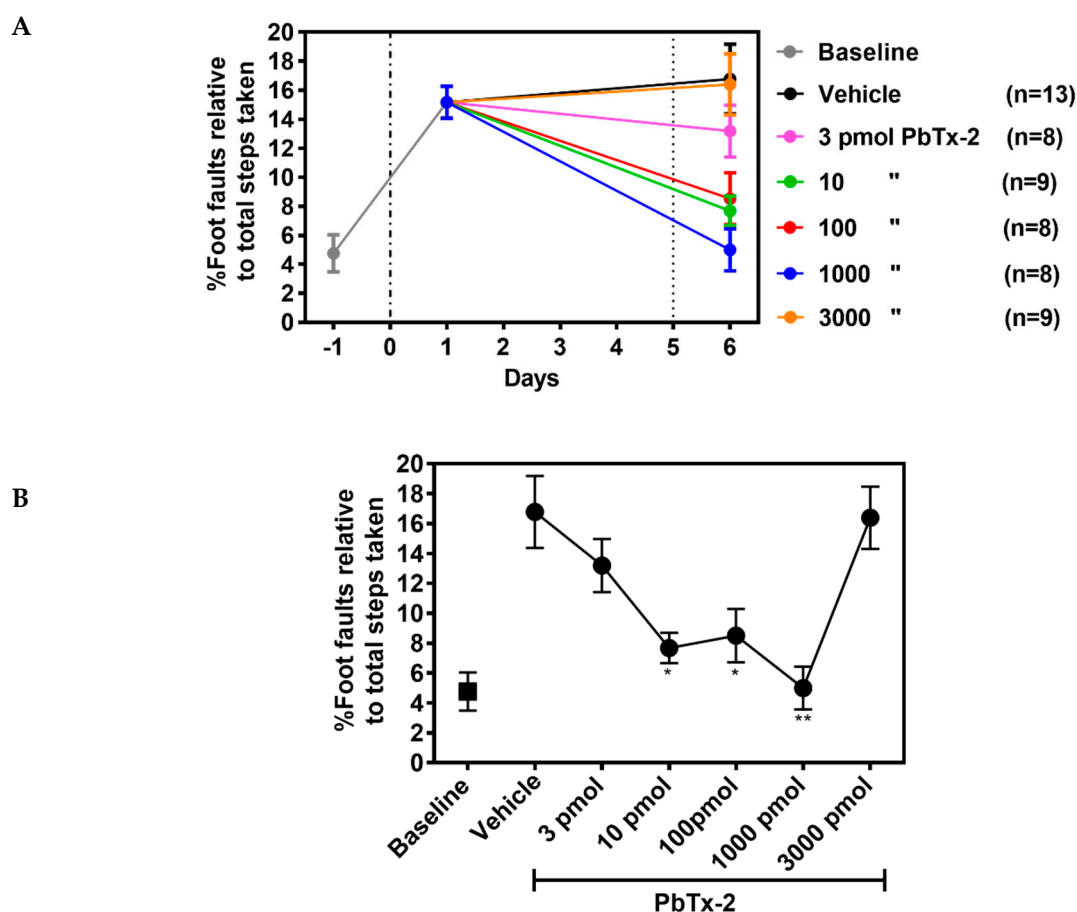 A
%Foot faults relative
to total steps taken
20
18
16
14
12
10
8
6
4
2
0
-1 0 1 2 3 4 5 6
Days
Baseline
Vehicle (n=13)
3 pmol PbTx-2 (n=8)
10 " (n=9)
100 " (n=8)
1000 " (n=8)
3000 " (n=9)
B
%Foot faults relative
to total steps taken
20
18
16
14
12
10
8
6
4
2
0
* * **
Baseline
Vehicle
3 pmol
10 pmol
100pmol
1000 pmol
3000 pmol
PbTx-2